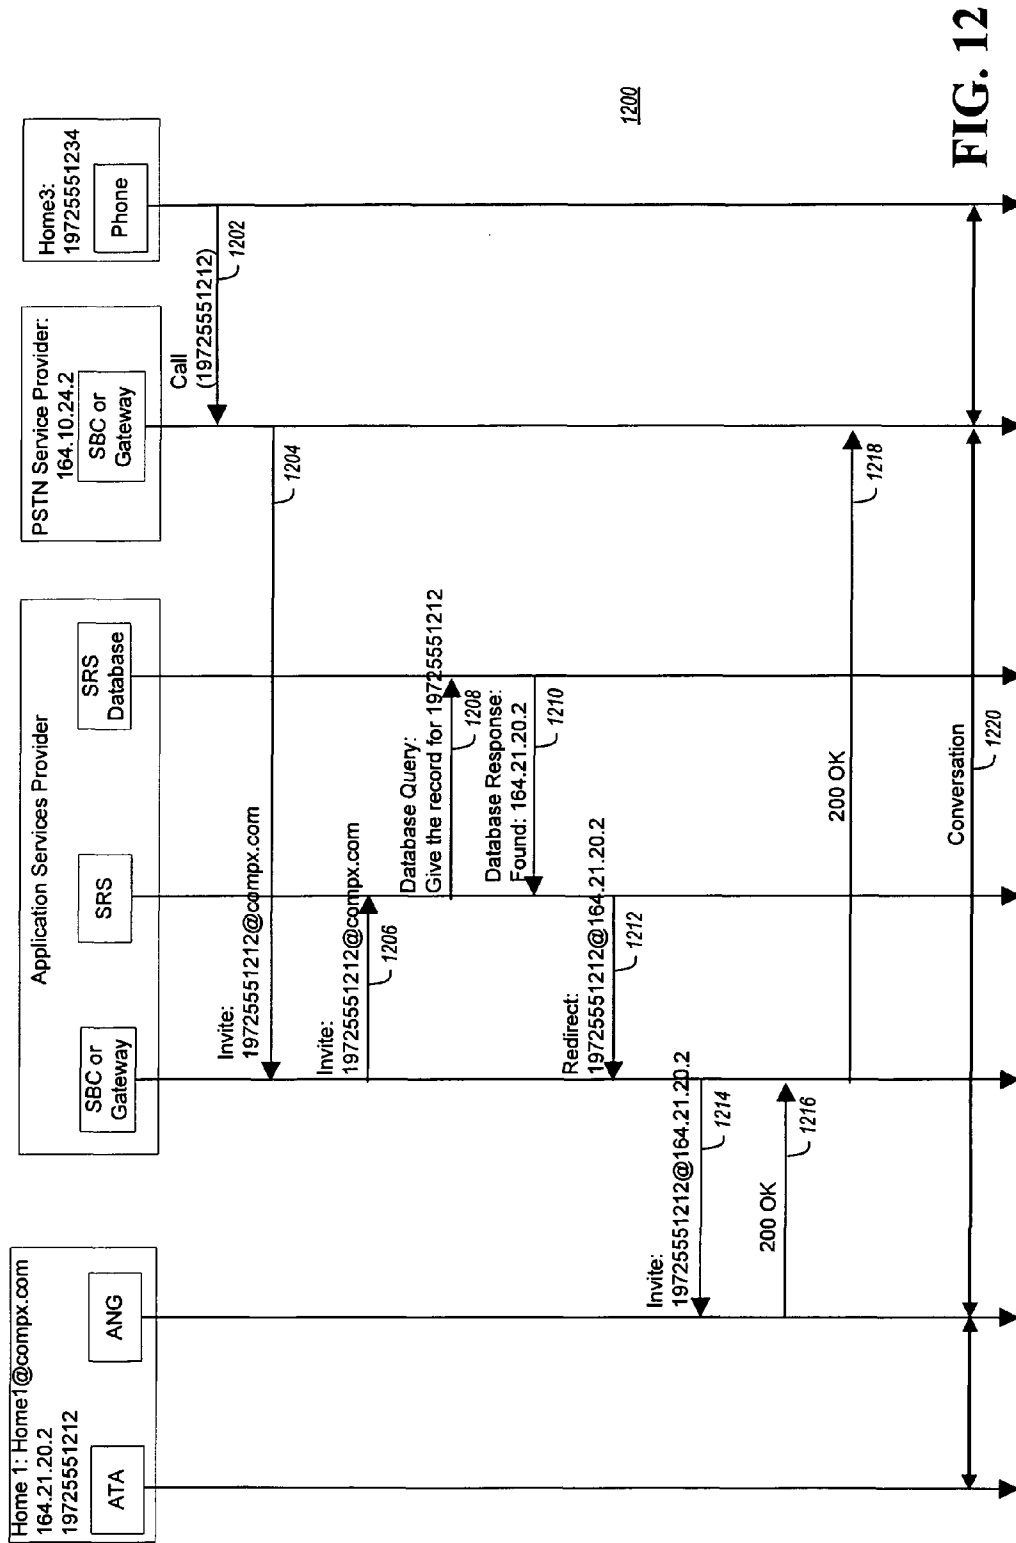 Home 1: Home1@compx.com
164.21.20.2
19725551212
ATA
ANG
Application Services Provider
SBC or
Gateway
SRS
SRS
Database
PSTN Service Provider:
164.10.24.2
SBC or
Gateway
Home3:
19725551234
Phone
Call
(19725551212)
1202
Invite:
19725551212@compx.com
1204
Invite:
19725551212@compx.com
1206
Database Query:
Give the record for 19725551212
1208
Database Response:
Found: 164.21.20.2
1210
Redirect:
19725551212@164.21.20.2
1212
Invite:
19725551212@164.21.20.2
1214
200 OK
1216
200 OK
1218
Conversation
1220
1200
FIG. 12